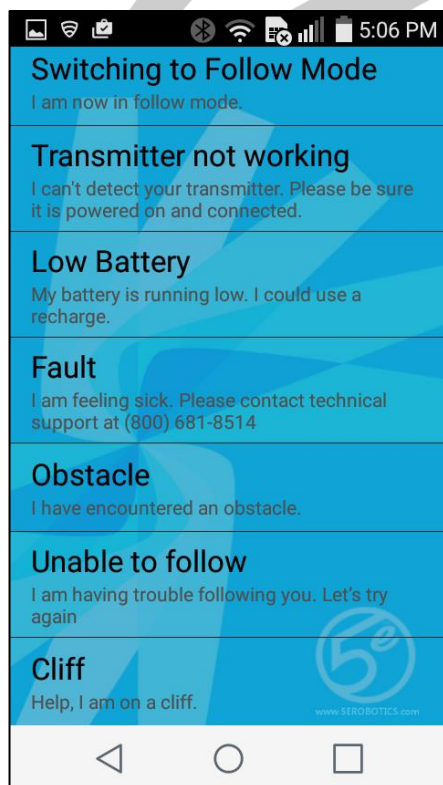 5:06 PM
Switching to Follow Mode
I am now in follow mode.
Transmitter not working
I can't detect your transmitter. Please be sure
it is powered on and connected.
Low Battery
My battery is running low. I could use a
recharge.
Fault
I am feeling sick. Please contact technical
support at (800) 681-8514
Obstacle
I have encountered an obstacle.
Unable to follow
I am having trouble following you. Let's try
again
Cliff
Help, I am on a cliff.
5e
www.5EROBOTICS.com